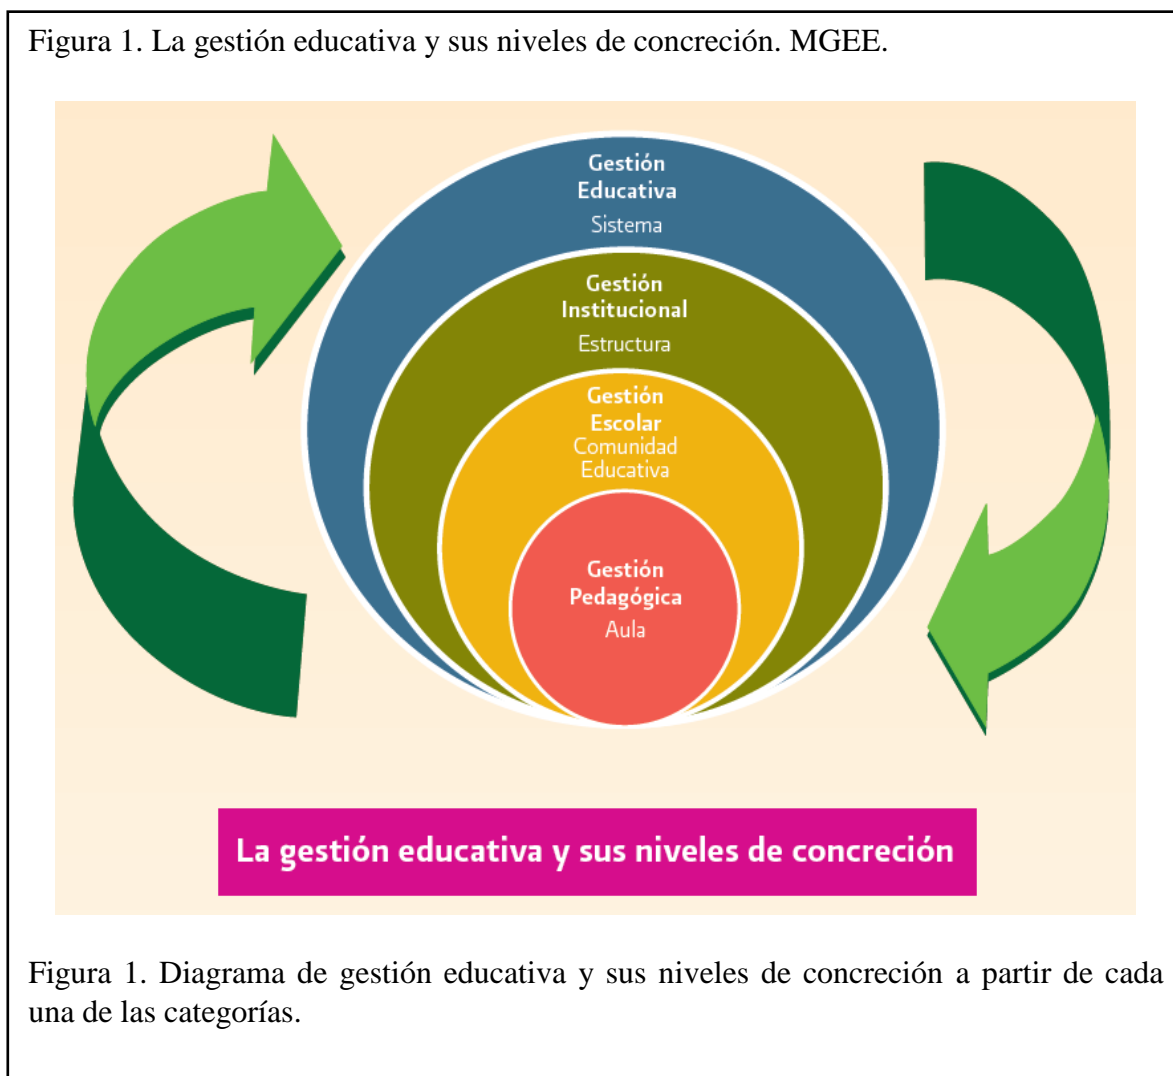 Figura 1. La gestión educativa y sus niveles de concreción. MGEE.
Gestión
Educativa
Sistema
Gestión
Institucional
Estructura
Gestión
Escolar
Comunidad
Educativa
Gestión
Pedagógica
Aula
La gestión educativa y sus niveles de concreción
Figura 1. Diagrama de gestión educativa y sus niveles de concreción a partir de cada
una de las categorías.